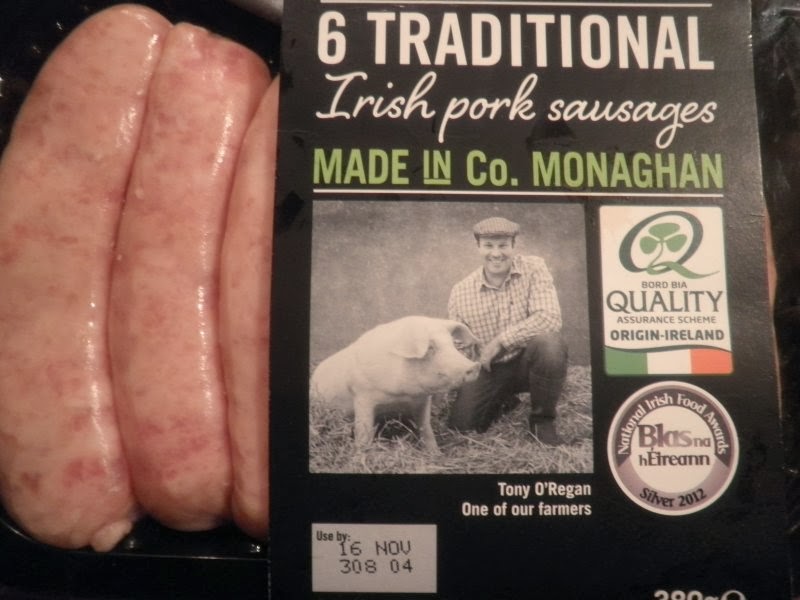 6 TRADITIONAL
Irish pork sausages
MADE IN Co. MONAGHAN
BORD BIA
QUALITY
ASSURANCE SCHEME
ORIGIN-IRELAND
National Irish Food Awards
Blas na
hÉireann
Silver 2012
Tony O'Regan
One of our farmers
Use by:
16 NOV
308 04
380g